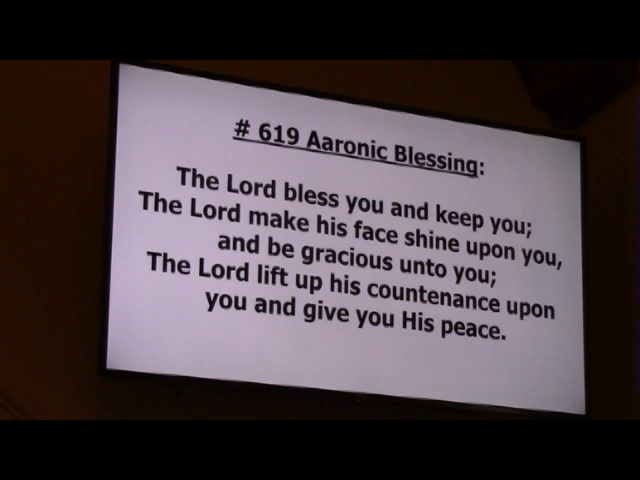 # 619 Aaronic Blessing:
The Lord bless you and keep you;
The Lord make his face shine upon you,
and be gracious unto you;
The Lord lift up his countenance upon
you and give you His peace.